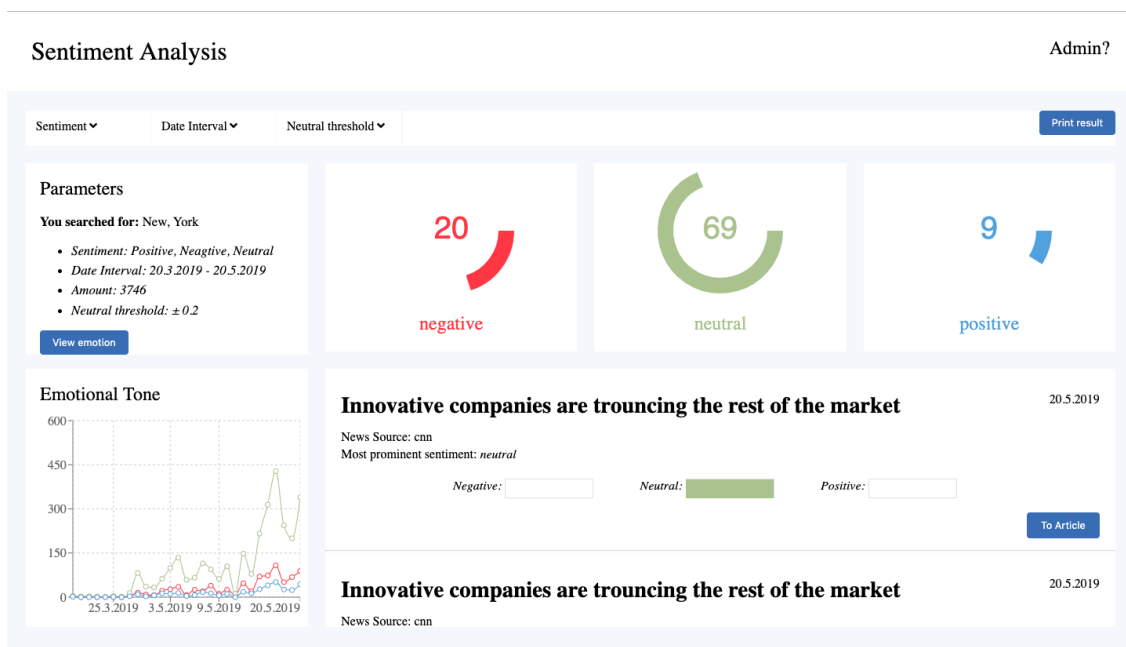 Sentiment Analysis
Admin?
Sentiment
Date Interval
Neutral threshold
Print result
Parameters
You searched for: New, York
Sentiment: Positive, Neagtive, Neutral
Date Interval: 20.3.2019 - 20.5.2019
Amount: 3746
Neutral threshold: ± 0.2
View emotion
20
negative
69
neutral
9
positive
Emotional Tone
600
450
300
150
0
25.3.2019 3.5.2019 9.5.2019 20.5.2019
Innovative companies are trouncing the rest of the market
20.5.2019
News Source: cnn
Most prominent sentiment: neutral
Negative: Neutral: Positive:
To Article
Innovative companies are trouncing the rest of the market
20.5.2019
News Source: cnn